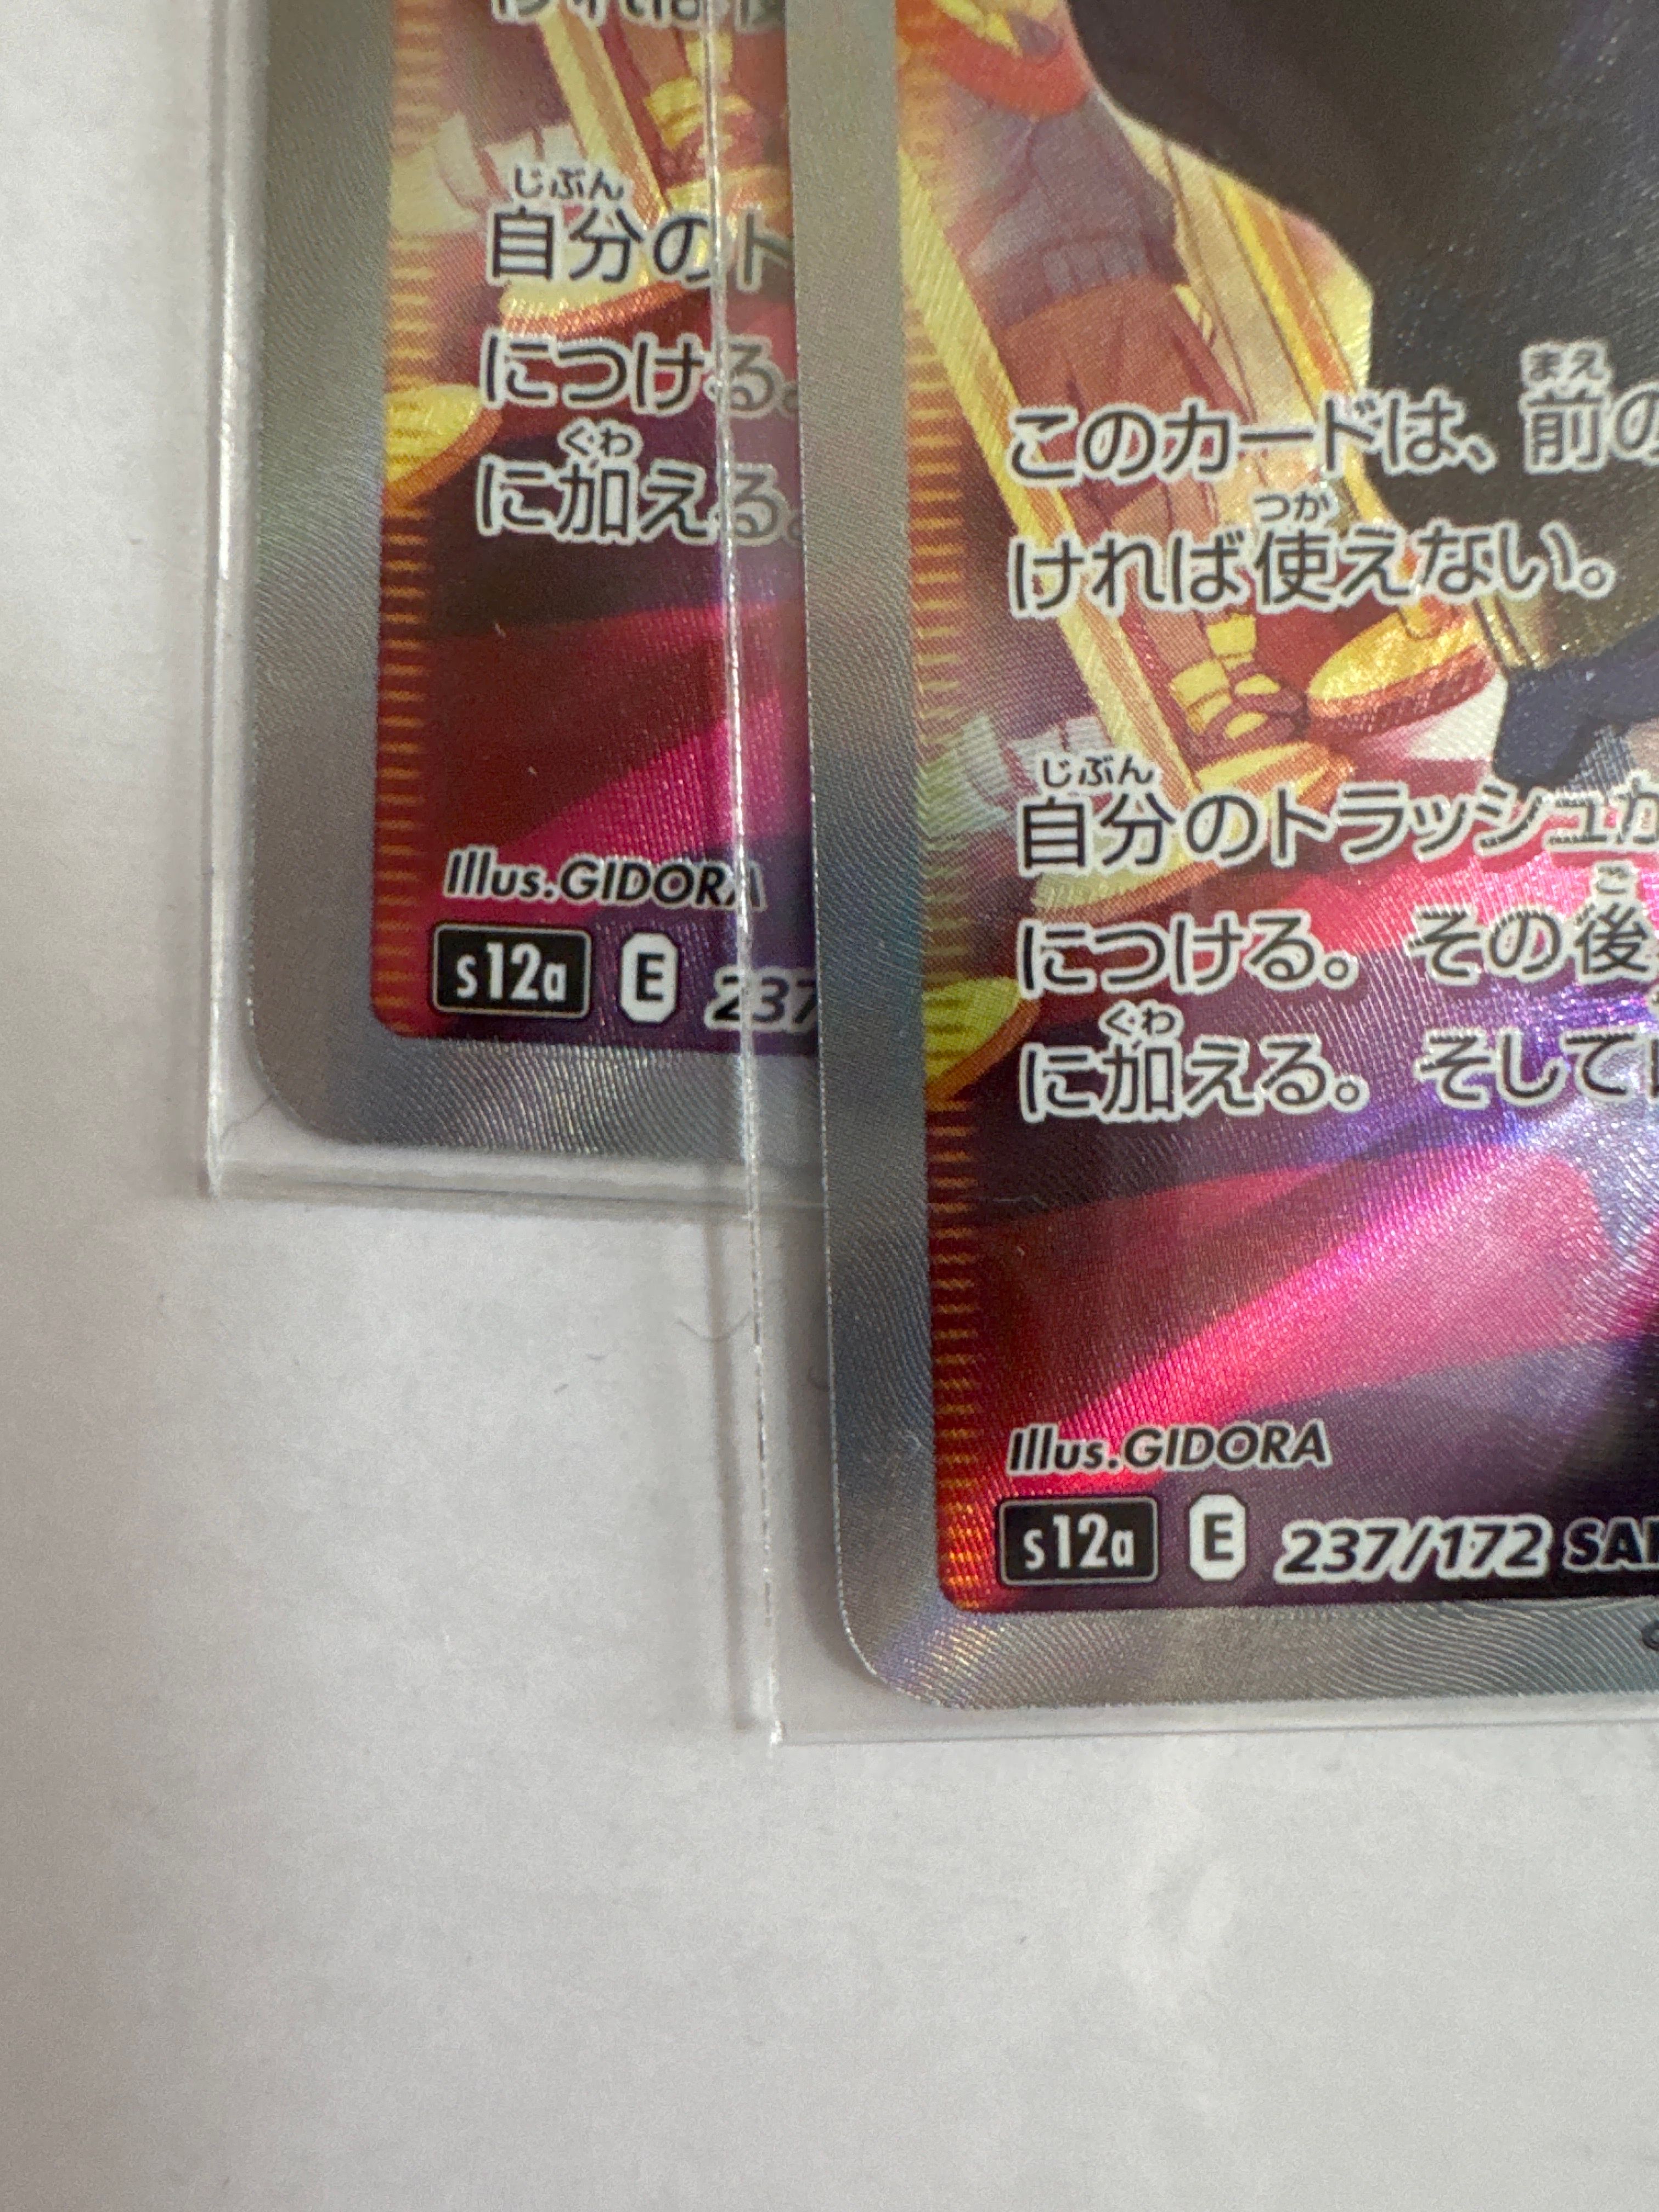 じぶん
自分のト
につける。
くわ
に加える。
Illus.GIDORA
s12a E 237
まえ
このカードは、前の
つか
ければ使えない。
じぶん
自分のトラッシュか
ご
につける。その後
くわ
に加える。そして
Illus.GIDORA
s12a E 237/172 SAR